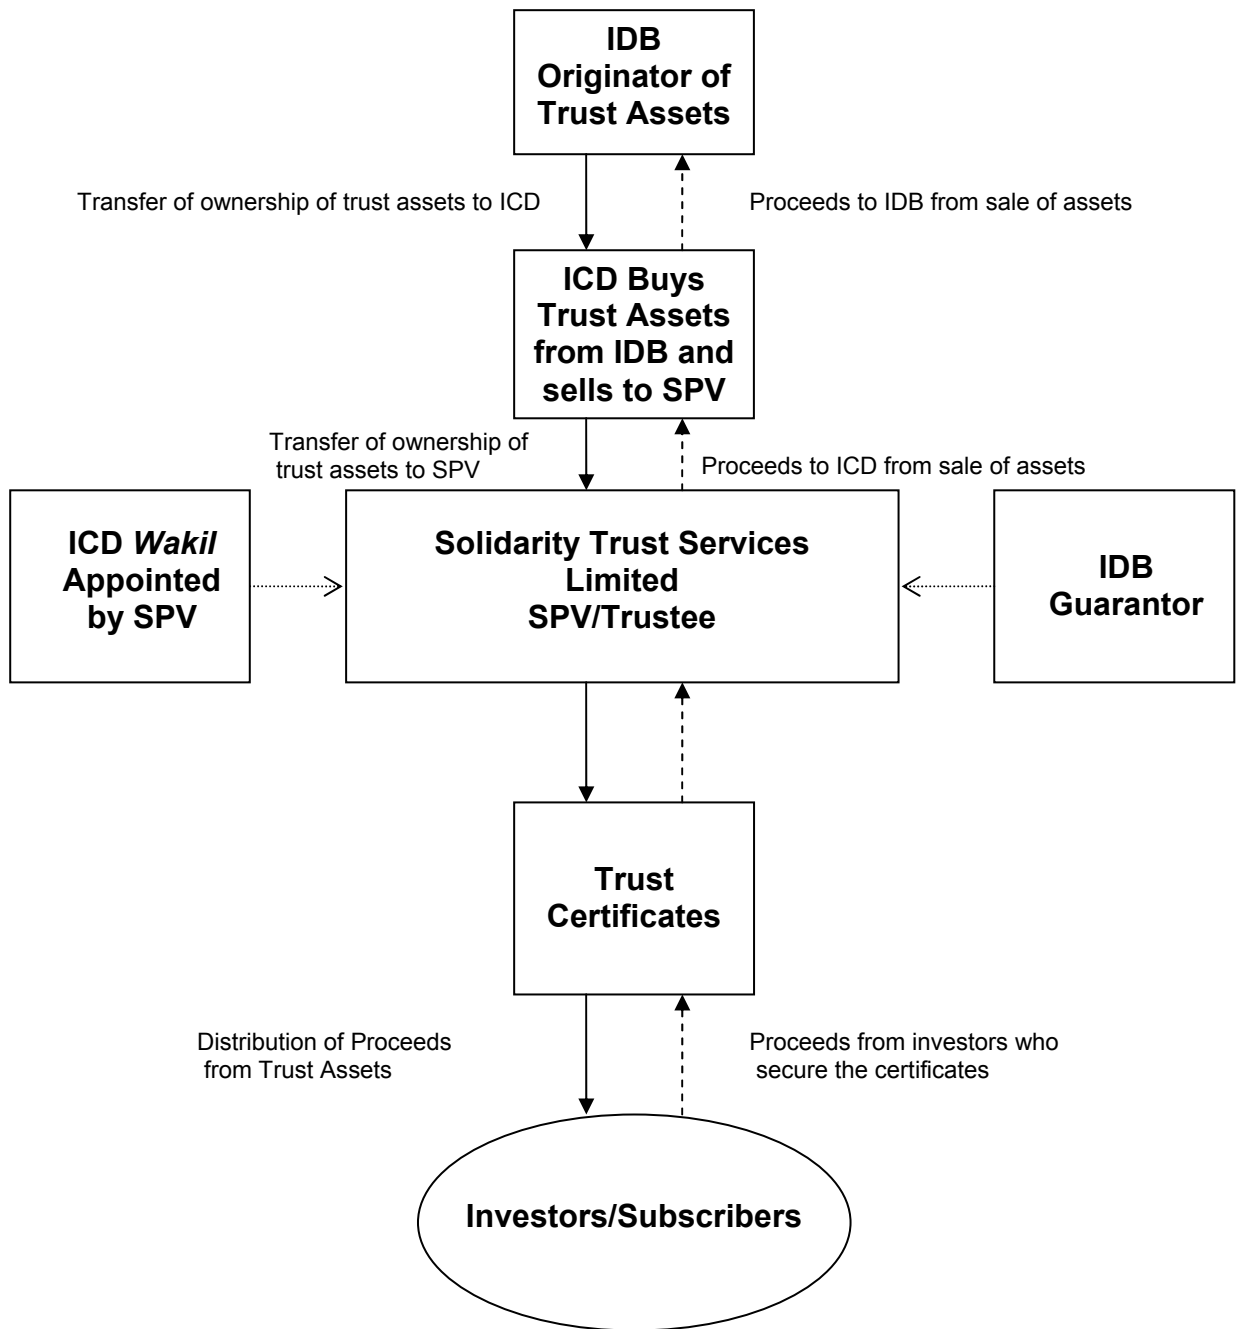 IDB
Originator of
Trust Assets
Transfer of ownership of trust assets to ICD
Proceeds to IDB from sale of assets
ICD Buys
Trust Assets
from IDB and
sells to SPV
Transfer of ownership of
trust assets to SPV
Proceeds to ICD from sale of assets
ICD Wakil
Appointed
by SPV
Solidarity Trust Services
Limited
SPV/Trustee
IDB
Guarantor
Trust
Certificates
Distribution of Proceeds
from Trust Assets
Proceeds from investors who
secure the certificates
Investors/Subscribers